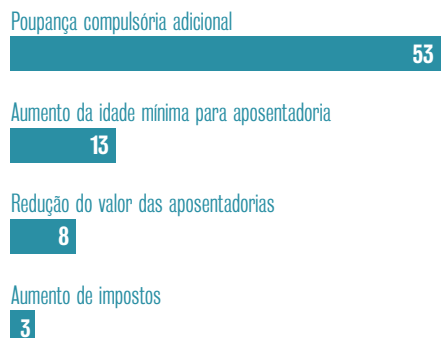 Poupança compulsória adicional
53
Aumento da idade mínima para aposentadoria
13
Redução do valor das aposentadorias
8
Aumento de impostos
3